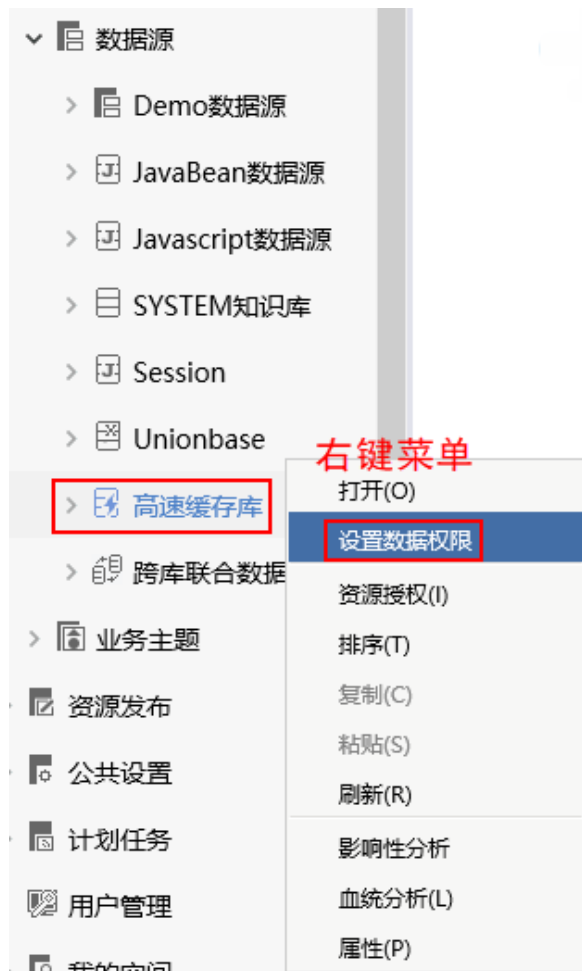 数据源
Demo数据源
JavaBean数据源
Javascript数据源
SYSTEM知识库
Session
Unionbase
高速缓存库
跨库联合数据
业务主题
资源发布
公共设置
计划任务
用户管理
我的空间
右键菜单
打开(O)
设置数据权限
资源授权(I)
排序(T)
复制(C)
粘贴(S)
刷新(R)
影响性分析
血统分析(L)
属性(P)